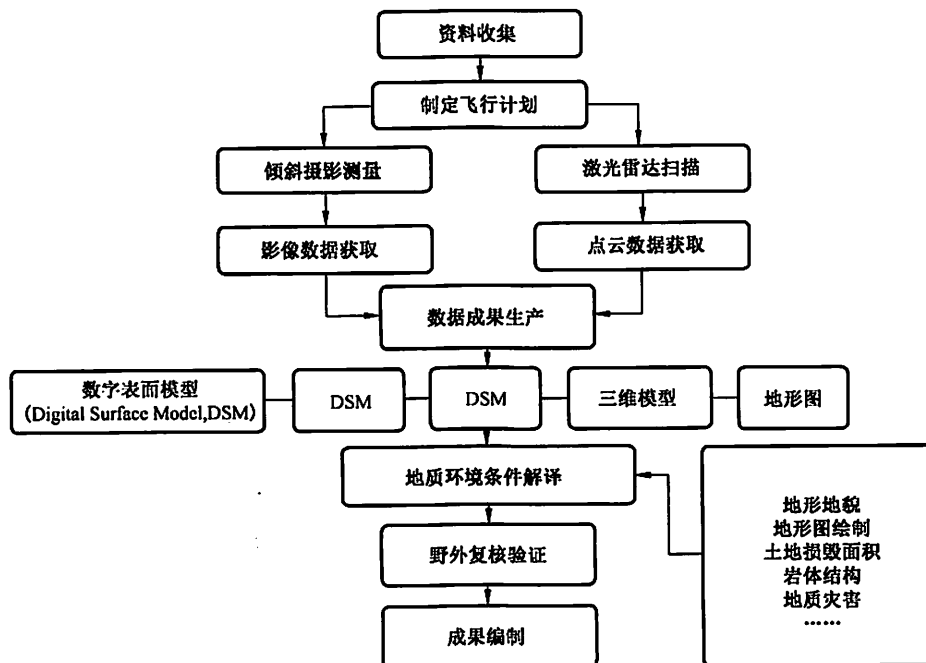 资料收集
制定飞行计划
倾斜摄影测量
激光雷达扫描
影像数据获取
点云数据获取
数据成果生产
数字表面模型
（Digital Surface Model,DSM）
DSM
DSM
三维模型
地形图
地质环境条件解译
地形地貌
地形图绘制
土地损毁面积
岩体结构
地质灾害
……
野外复核验证
成果编制